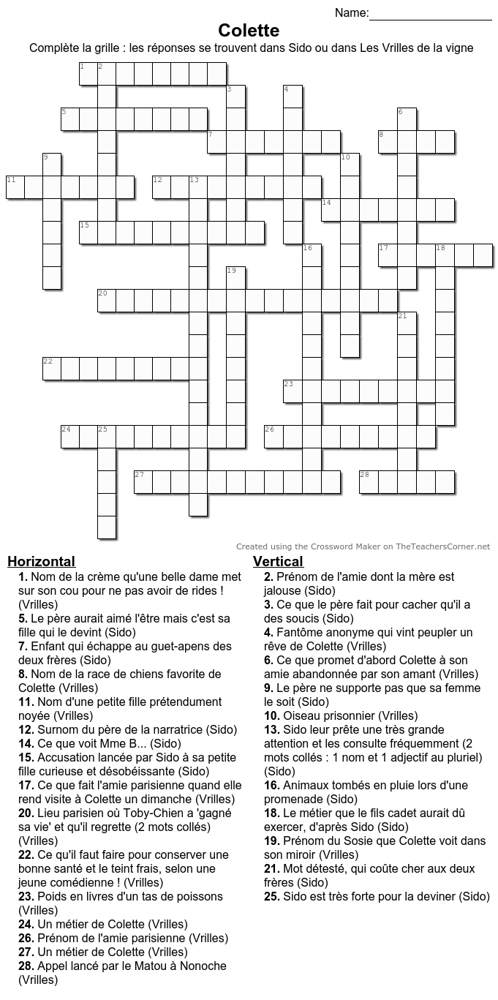 Name:____________________
Colette
Complète la grille : les réponses se trouvent dans Sido ou dans Les Vrilles de la vigne
1 2
3 4
5 6
7 8
9 10
11 12 13
14
15
16 17 18
19
20
21
22
23
24 25 26
27 28
Created using the Crossword Maker on TheTeachersCorner.net
Horizontal
1. Nom de la crème qu'une belle dame met
sur son cou pour ne pas avoir de rides !
(Vrilles)
5. Le père aurait aimé l'être mais c'est sa
fille qui le devint (Sido)
7. Enfant qui échappe au guet-apens des
deux frères (Sido)
8. Nom de la race de chiens favorite de
Colette (Vrilles)
11. Nom d'une petite fille prétendument
noyée (Vrilles)
12. Surnom du père de la narratrice (Sido)
14. Ce que voit Mme B... (Sido)
15. Accusation lancée par Sido à sa petite
fille curieuse et désobéissante (Sido)
17. Ce que fait l'amie parisienne quand elle
rend visite à Colette un dimanche (Vrilles)
20. Lieu parisien où Toby-Chien a 'gagné
sa vie' et qu'il regrette (2 mots collés)
(Vrilles)
22. Ce qu'il faut faire pour conserver une
bonne santé et le teint frais, selon une
jeune comédienne ! (Vrilles)
23. Poids en livres d'un tas de poissons
(Vrilles)
24. Un métier de Colette (Vrilles)
26. Prénom de l'amie parisienne (Vrilles)
27. Un métier de Colette (Vrilles)
28. Appel lancé par le Matou à Nonoche
(Vrilles)
Vertical
2. Prénom de l'amie dont la mère est
jalouse (Sido)
3. Ce que le père fait pour cacher qu'il a
des soucis (Sido)
4. Fantôme anonyme qui vint peupler un
rêve de Colette (Vrilles)
6. Ce que promet d'abord Colette à son
amie abandonnée par son amant (Vrilles)
9. Le père ne supporte pas que sa femme
le soit (Sido)
10. Oiseau prisonnier (Vrilles)
13. Sido leur prête une très grande
attention et les consulte fréquemment (2
mots collés : 1 nom et 1 adjectif au pluriel)
(Sido)
16. Animaux tombés en pluie lors d'une
promenade (Sido)
18. Le métier que le fils cadet aurait dû
exercer, d'après Sido (Sido)
19. Prénom du Sosie que Colette voit dans
son miroir (Vrilles)
21. Mot détesté, qui coûte cher aux deux
frères (Sido)
25. Sido est très forte pour la deviner (Sido)